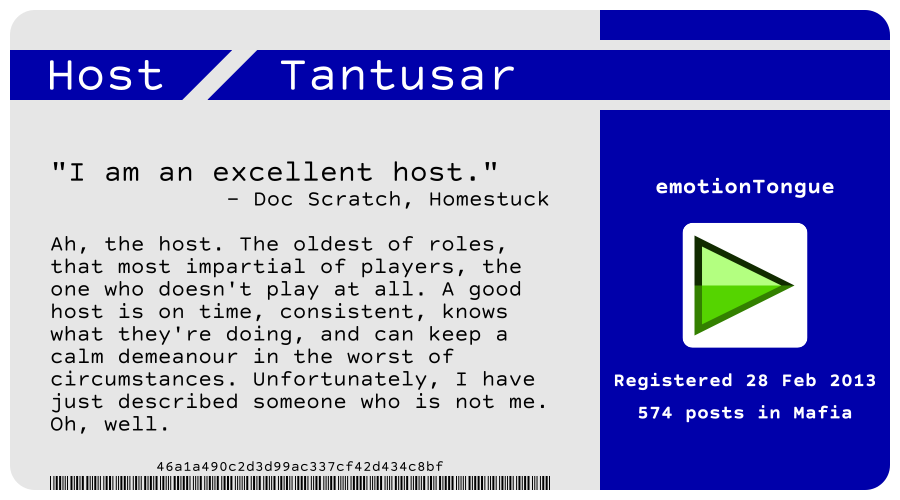 Host Tantusar
"I am an excellent host."
– Doc Scratch, Homestuck
Ah, the host. The oldest of roles,
that most impartial of players, the
one who doesn't play at all. A good
host is on time, consistent, knows
what they're doing, and can keep a
calm demeanour in the worst of
circumstances. Unfortunately, I have
just described someone who is not me.
Oh, well.
46a1a490c2d3d99ac337cf42d434c8bf
emotionTongue
Registered 28 Feb 2013
574 posts in Mafia